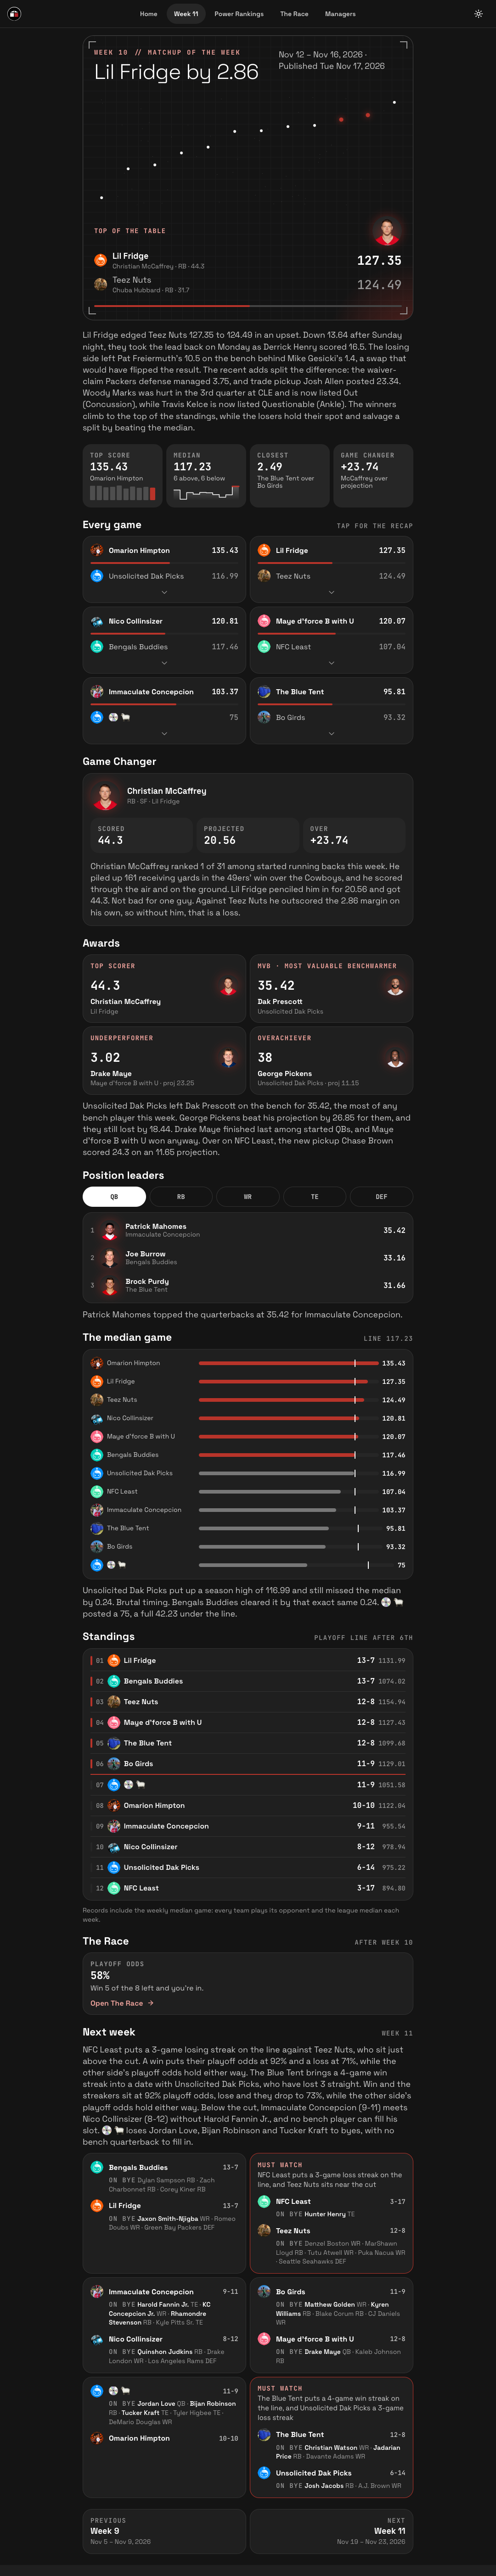 Home Week 11 Power Rankings The Race Managers
WEEK 10 // MATCHUP OF THE WEEK
Lil Fridge by 2.86
Nov 12 – Nov 16, 2026 ·
Published Tue Nov 17, 2026
TOP OF THE TABLE
Lil Fridge
Christian McCaffrey · RB · 44.3
127.35
Teez Nuts
Chuba Hubbard · RB · 31.7
124.49
Lil Fridge edged Teez Nuts 127.35 to 124.49 in an upset. Down 13.64 after Sunday
night, they took the lead back on Monday as Derrick Henry scored 16.5. The losing
side left Pat Freiermuth's 10.5 on the bench behind Mike Gesicki's 1.4, a swap that
would have flipped the result. The recent adds split the difference: the waiver-
claim Packers defense managed 3.75, and trade pickup Josh Allen posted 23.34.
Woody Marks was hurt in the 3rd quarter at CLE and is now listed Out
(Concussion), while Travis Kelce is now listed Questionable (Ankle). The winners
climb to the top of the standings, while the losers held their spot and salvage a
split by beating the median.
TOP SCORE
135.43
Omarion Himpton
MEDIAN
117.23
6 above, 6 below
CLOSEST
2.49
The Blue Tent over
Bo Girds
GAME CHANGER
+23.74
McCaffrey over
projection
Every game
TAP FOR THE RECAP
Omarion Himpton 135.43
Unsolicited Dak Picks 116.99
Lil Fridge 127.35
Teez Nuts 124.49
Nico Collinsizer 120.81
Bengals Buddies 117.46
Maye d'force B with U 120.07
NFC Least 107.04
Immaculate Concepcion 103.37
75
The Blue Tent 95.81
Bo Girds 93.32
Game Changer
Christian McCaffrey
RB · SF · Lil Fridge
SCORED
44.3
PROJECTED
20.56
OVER
+23.74
Christian McCaffrey ranked 1 of 31 among started running backs this week. He
piled up 161 receiving yards in the 49ers' win over the Cowboys, and he scored
through the air and on the ground. Lil Fridge penciled him in for 20.56 and got
44.3. Not bad for one guy. Against Teez Nuts he outscored the 2.86 margin on
his own, so without him, that is a loss.
Awards
TOP SCORER
44.3
Christian McCaffrey
Lil Fridge
MVB · MOST VALUABLE BENCHWARMER
35.42
Dak Prescott
Unsolicited Dak Picks
UNDERPERFORMER
3.02
Drake Maye
Maye d'force B with U · proj 23.25
OVERACHIEVER
38
George Pickens
Unsolicited Dak Picks · proj 11.15
Unsolicited Dak Picks left Dak Prescott on the bench for 35.42, the most of any
bench player this week. George Pickens beat his projection by 26.85 for them, and
they still lost by 18.44. Drake Maye finished last among started QBs, and Maye
d'force B with U won anyway. Over on NFC Least, the new pickup Chase Brown
scored 24.3 on an 11.65 projection.
Position leaders
QB RB WR TE DEF
1 Patrick Mahomes
Immaculate Concepcion
35.42
2 Joe Burrow
Bengals Buddies
33.16
3 Brock Purdy
The Blue Tent
31.66
Patrick Mahomes topped the quarterbacks at 35.42 for Immaculate Concepcion.
The median game
LINE 117.23
Omarion Himpton 135.43
Lil Fridge 127.35
Teez Nuts 124.49
Nico Collinsizer 120.81
Maye d'force B with U 120.07
Bengals Buddies 117.46
Unsolicited Dak Picks 116.99
NFC Least 107.04
Immaculate Concepcion 103.37
The Blue Tent 95.81
Bo Girds 93.32
75
Unsolicited Dak Picks put up a season high of 116.99 and still missed the median
by 0.24. Brutal timing. Bengals Buddies cleared it by that exact same 0.24.
posted a 75, a full 42.23 under the line.
Standings
PLAYOFF LINE AFTER 6TH
01 Lil Fridge 13-7 1131.99
02 Bengals Buddies 13-7 1074.02
03 Teez Nuts 12-8 1154.94
04 Maye d'force B with U 12-8 1127.43
05 The Blue Tent 12-8 1099.68
06 Bo Girds 11-9 1129.01
07 11-9 1051.58
08 Omarion Himpton 10-10 1122.04
09 Immaculate Concepcion 9-11 955.54
10 Nico Collinsizer 8-12 978.94
11 Unsolicited Dak Picks 6-14 975.22
12 NFC Least 3-17 894.80
Records include the weekly median game: every team plays its opponent and the league median each
week.
The Race
AFTER WEEK 10
PLAYOFF ODDS
58%
Win 5 of the 8 left and you're in.
Open The Race →
Next week
WEEK 11
NFC Least puts a 3-game losing streak on the line against Teez Nuts, who sit just
above the cut. A win puts their playoff odds at 92% and a loss at 71%, while the
other side's playoff odds hold either way. The Blue Tent brings a 4-game win
streak into a date with Unsolicited Dak Picks, who have lost 3 straight. Win and the
streakers sit at 92% playoff odds, lose and they drop to 73%, while the other side's
playoff odds hold either way. Below the cut, Immaculate Concepcion (9-11) meets
Nico Collinsizer (8-12) without Harold Fannin Jr., and no bench player can fill his
slot. loses Jordan Love, Bijan Robinson and Tucker Kraft to byes, with no
bench quarterback to fill in.
Bengals Buddies 13-7
ON BYE Dylan Sampson RB · Zach
Charbonnet RB · Corey Kiner RB
Lil Fridge 13-7
ON BYE Jaxon Smith-Njigba WR · Romeo
Doubs WR · Green Bay Packers DEF
MUST WATCH
NFC Least puts a 3-game loss streak on the
line, and Teez Nuts sits near the cut
NFC Least 3-17
ON BYE Hunter Henry TE
Teez Nuts 12-8
ON BYE Denzel Boston WR · MarShawn
Lloyd RB · Tutu Atwell WR · Puka Nacua WR
· Seattle Seahawks DEF
Immaculate Concepcion 9-11
ON BYE Harold Fannin Jr. TE · KC
Concepcion Jr. WR · Rhamondre
Stevenson RB · Kyle Pitts Sr. TE
Nico Collinsizer 8-12
ON BYE Quinshon Judkins RB · Drake
London WR · Los Angeles Rams DEF
Bo Girds 11-9
ON BYE Matthew Golden WR · Kyren
Williams RB · Blake Corum RB · CJ Daniels
WR
Maye d'force B with U 12-8
ON BYE Drake Maye QB · Kaleb Johnson
RB
11-9
ON BYE Jordan Love QB · Bijan Robinson
RB · Tucker Kraft TE · Tyler Higbee TE ·
DeMario Douglas WR
Omarion Himpton 10-10
MUST WATCH
The Blue Tent puts a 4-game win streak on
the line, and Unsolicited Dak Picks a 3-game
loss streak
The Blue Tent 12-8
ON BYE Christian Watson WR · Jadarian
Price RB · Davante Adams WR
Unsolicited Dak Picks 6-14
ON BYE Josh Jacobs RB · A.J. Brown WR
PREVIOUS
Week 9
Nov 5 – Nov 9, 2026
NEXT
Week 11
Nov 19 – Nov 23, 2026